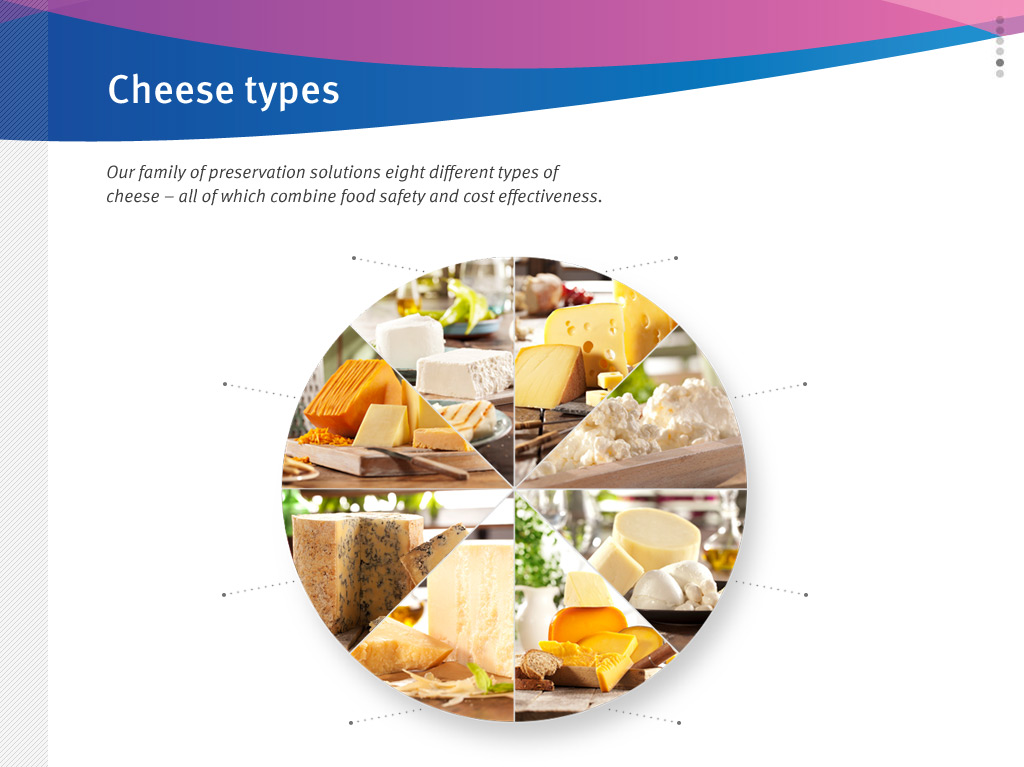 Cheese types
Our family of preservation solutions eight different types of
cheese – all of which combine food safety and cost effectiveness.